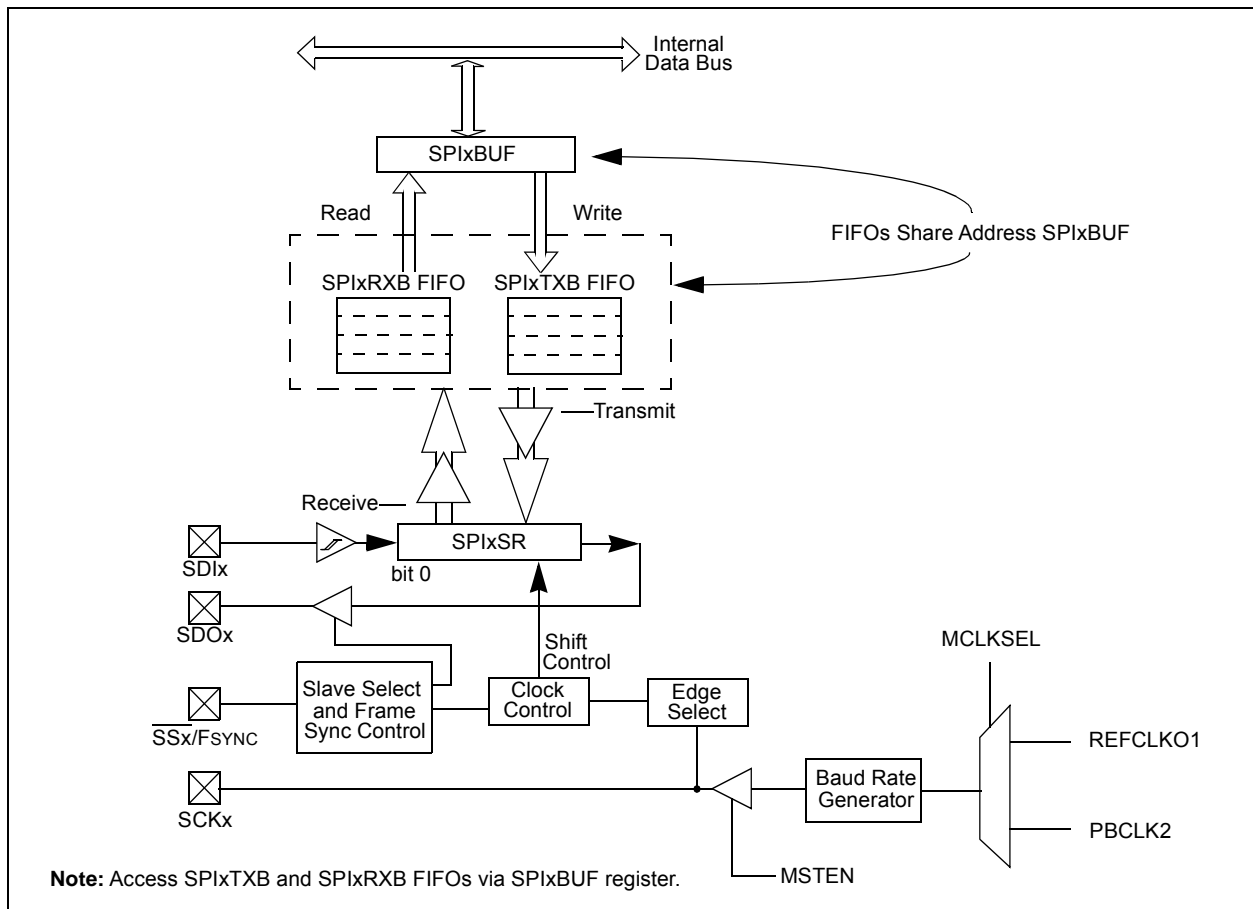 Internal
Data Bus
SPIxBUF
Read
Write
FIFOs Share Address SPIxBUF
SPIxRXB FIFO
SPIxTXB FIFO
Transmit
Receive
SPIxSR
SDIx
bit 0
SDOx
Shift
Control
MCLKSEL
Slave Select
and Frame
Sync Control
Clock
Control
Edge
Select
SSx/FSYNC
REFCLKO1
Baud Rate
Generator
SCKx
PBCLK2
MSTEN
Note: Access SPIxTXB and SPIxRXB FIFOs via SPIxBUF register.